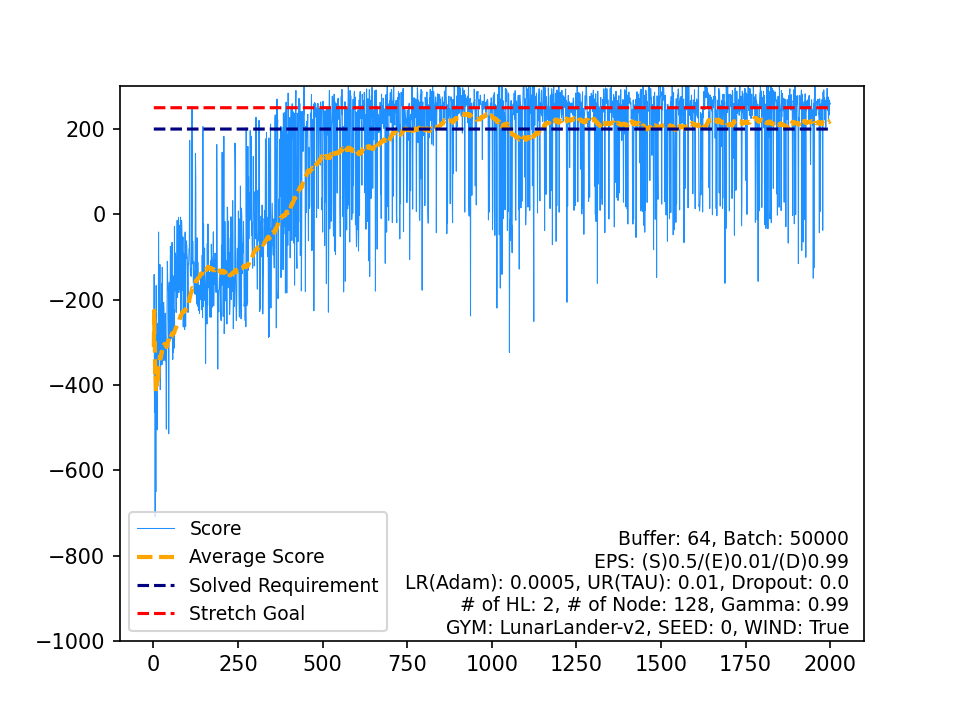 200
0
−200
−400
−600
−800
−1000
Score
Average Score
Solved Requirement
Stretch Goal
Buffer: 64, Batch: 50000
EPS: (S)0.5/(E)0.01/(D)0.99
LR(Adam): 0.0005, UR(TAU): 0.01, Dropout: 0.0
# of HL: 2, # of Node: 128, Gamma: 0.99
GYM: LunarLander-v2, SEED: 0, WIND: True
0 250 500 750 1000 1250 1500 1750 2000